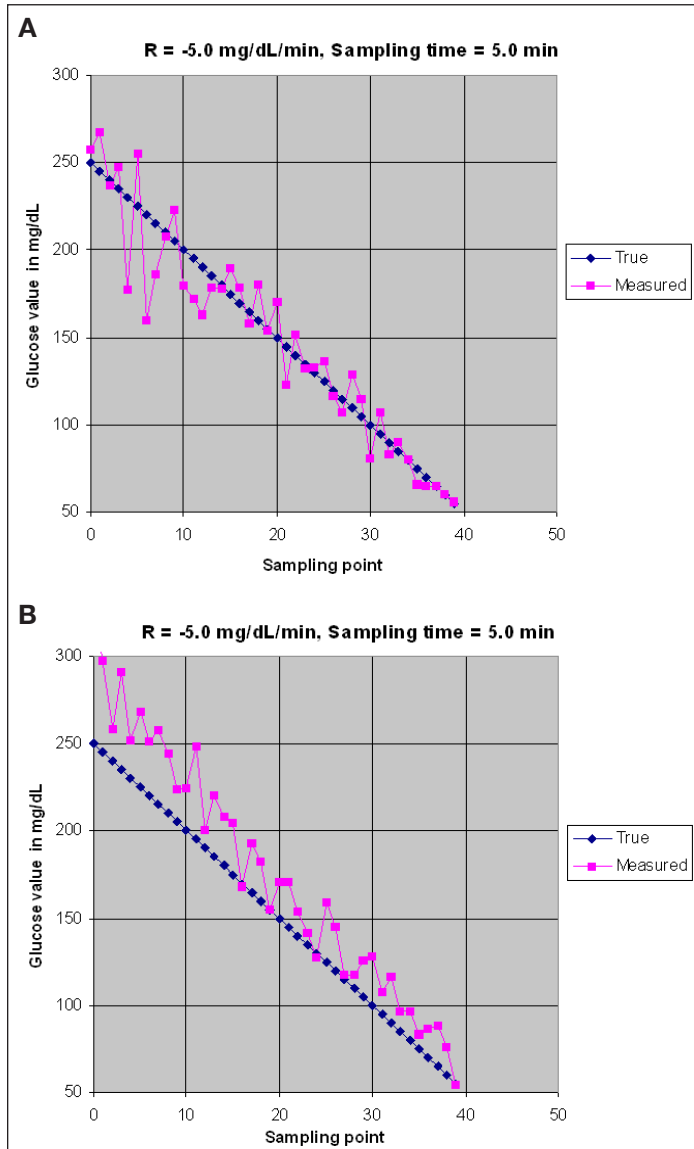 A
R = -5.0 mg/dL/min, Sampling time = 5.0 min
300
250
200
150
100
50
0 10 20 30 40 50
Glucose value in mg/dL
Sampling point
True
Measured
B
R = -5.0 mg/dL/min, Sampling time = 5.0 min
300
250
200
150
100
50
0 10 20 30 40 50
Glucose value in mg/dL
Sampling point
True
Measured